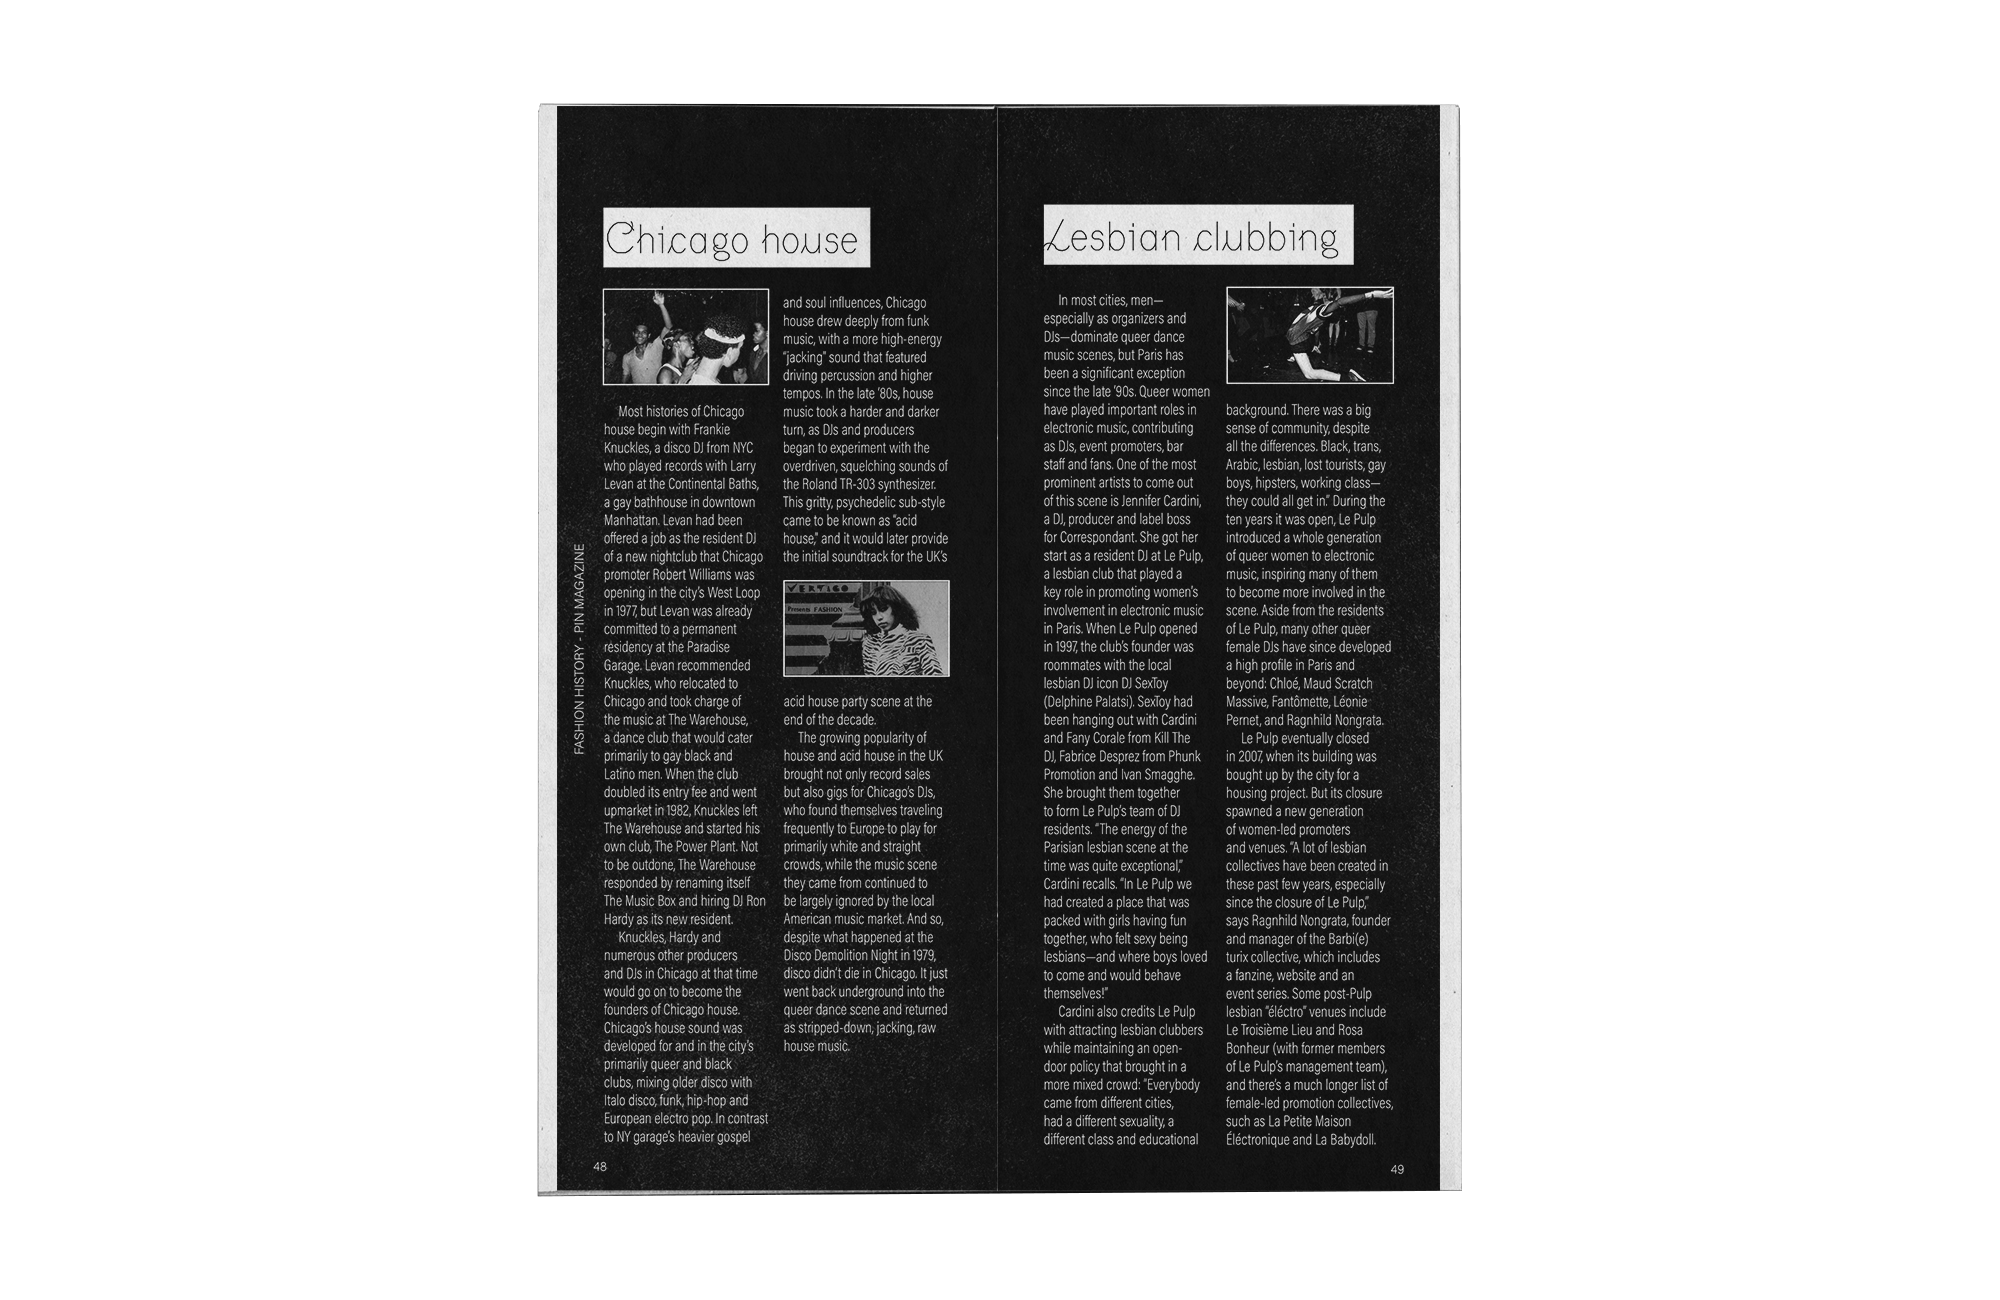 FASHION HISTORY - PIN MAGAZINE
Chicago house
Most histories of Chicago
house begin with Frankie
Knuckles, a disco DJ from NYC
who played records with Larry
Levan at the Continental Baths,
a gay bathhouse in downtown
Manhattan. Levan had been
offered a job as the resident DJ
of a new nightclub that Chicago
promoter Robert Williams was
opening in the city's West Loop
in 1977, but Levan was already
committed to a permanent
residency at the Paradise
Garage. Levan recommended
Knuckles, who relocated to
Chicago and took charge of
the music at The Warehouse,
a dance club that would cater
primarily to gay black and
Latino men. When the club
doubled its entry fee and went
upmarket in 1982, Knuckles left
The Warehouse and started his
own club, The Power Plant. Not
to be outdone, The Warehouse
responded by renaming itself
The Music Box and hiring DJ Ron
Hardy as its new resident.
Knuckles, Hardy and
numerous other producers
and DJs in Chicago at that time
would go on to become the
founders of Chicago house.
Chicago's house sound was
developed for and in the city's
primarily queer and black
clubs, mixing older disco with
Italo disco, funk, hip-hop and
European electro pop. In contrast
to NY garage's heavier gospel
and soul influences, Chicago
house drew deeply from funk
music, with a more high-energy
"jacking" sound that featured
driving percussion and higher
tempos. In the late '80s, house
music took a harder and darker
turn, as DJs and producers
began to experiment with the
overdriven, squelching sounds of
the Roland TR-303 synthesizer.
This gritty, psychedelic sub-style
came to be known as "acid
house," and it would later provide
the initial soundtrack for the UK's
VERTIGO
Presents FASHION
acid house party scene at the
end of the decade.
The growing popularity of
house and acid house in the UK
brought not only record sales
but also gigs for Chicago's DJs,
who found themselves traveling
frequently to Europe to play for
primarily white and straight
crowds, while the music scene
they came from continued to
be largely ignored by the local
American music market. And so,
despite what happened at the
Disco Demolition Night in 1979,
disco didn't die in Chicago. It just
went back underground into the
queer dance scene and returned
as stripped-down, jacking, raw
house music.
48
Lesbian clubbing
In most cities, men—
especially as organizers and
DJs—dominate queer dance
music scenes, but Paris has
been a significant exception
since the late '90s. Queer women
have played important roles in
electronic music, contributing
as DJs, event promoters, bar
staff and fans. One of the most
prominent artists to come out
of this scene is Jennifer Cardini,
a DJ, producer and label boss
for Correspondant. She got her
start as a resident DJ at Le Pulp,
a lesbian club that played a
key role in promoting women's
involvement in electronic music
in Paris. When Le Pulp opened
in 1997, the club's founder was
roommates with the local
lesbian DJ icon DJ SexToy
(Delphine Palatsi). SexToy had
been hanging out with Cardini
and Fany Corale from Kill The
DJ, Fabrice Desprez from Phunk
Promotion and Ivan Smagghe.
She brought them together
to form Le Pulp's team of DJ
residents. "The energy of the
Parisian lesbian scene at the
time was quite exceptional,"
Cardini recalls. "In Le Pulp we
had created a place that was
packed with girls having fun
together, who felt sexy being
lesbians—and where boys loved
to come and would behave
themselves!"
Cardini also credits Le Pulp
with attracting lesbian clubbers
while maintaining an open-
door policy that brought in a
more mixed crowd: "Everybody
came from different cities,
had a different sexuality, a
different class and educational
background. There was a big
sense of community, despite
all the differences. Black, trans,
Arabic, lesbian, lost tourists, gay
boys, hipsters, working class—
they could all get in." During the
ten years it was open, Le Pulp
introduced a whole generation
of queer women to electronic
music, inspiring many of them
to become more involved in the
scene. Aside from the residents
of Le Pulp, many other queer
female DJs have since developed
a high profile in Paris and
beyond: Chloé, Maud Scratch
Massive, Fantômette, Léonie
Pernet, and Ragnhild Nongrata.
Le Pulp eventually closed
in 2007, when its building was
bought up by the city for a
housing project. But its closure
spawned a new generation
of women-led promoters
and venues. "A lot of lesbian
collectives have been created in
these past few years, especially
since the closure of Le Pulp,"
says Ragnhild Nongrata, founder
and manager of the Barbi(e)
turix collective, which includes
a fanzine, website and an
event series. Some post-Pulp
lesbian "éléctro" venues include
Le Troisième Lieu and Rosa
Bonheur (with former members
of Le Pulp's management team),
and there's a much longer list of
female-led promotion collectives,
such as La Petite Maison
Éléctronique and La Babydoll.
49